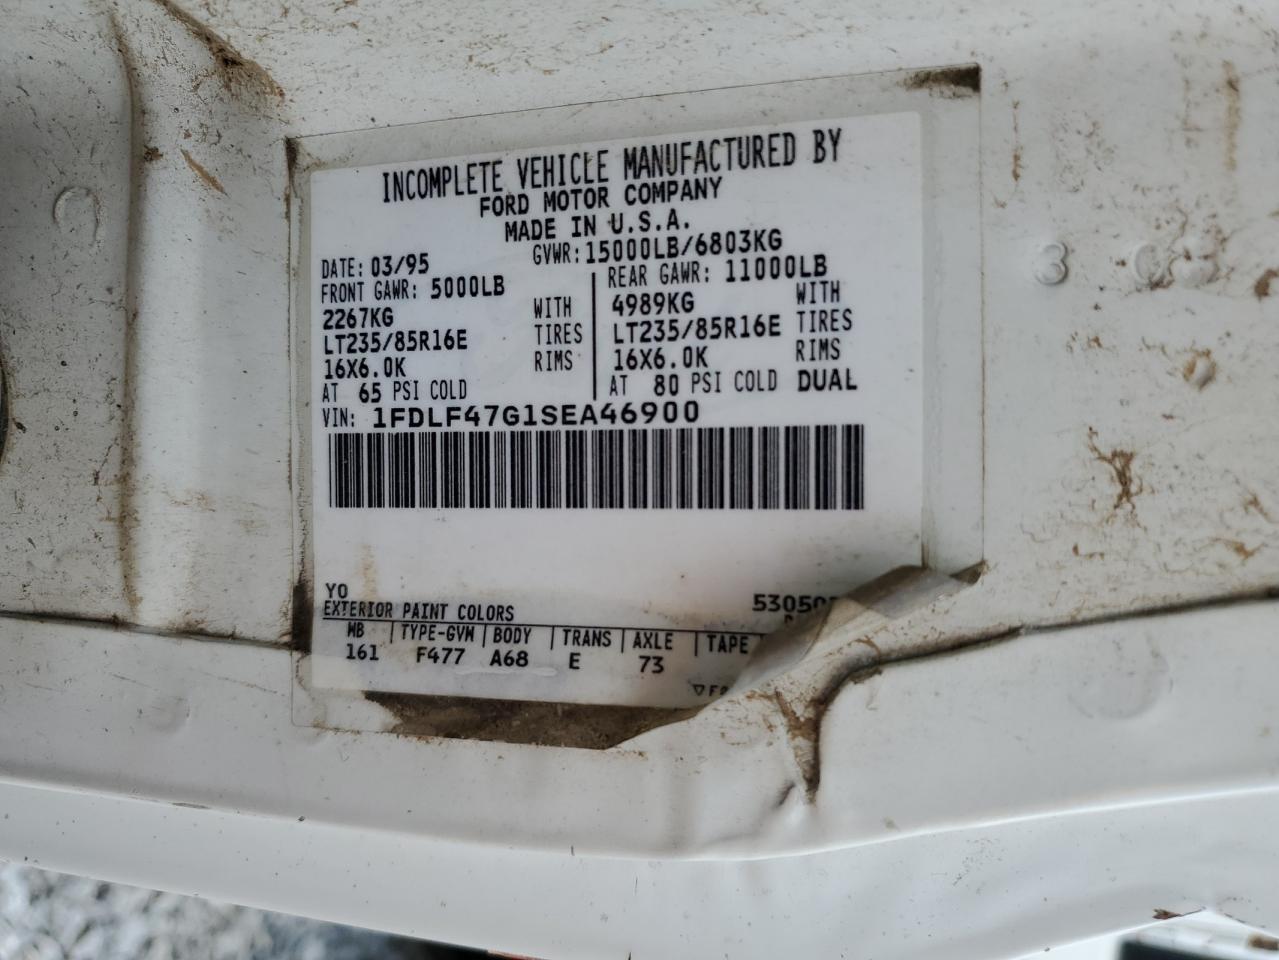 INCOMPLETE VEHICLE MANUFACTURED BY
FORD MOTOR COMPANY
MADE IN U.S.A.
DATE: 03/95 GVWR: 15000LB/6803KG
FRONT GAWR: 5000LB REAR GAWR: 11000LB
2267KG WITH 4989KG WITH
LT235/85R16E TIRES LT235/85R16E TIRES
16X6.0K RIMS 16X6.0K RIMS
AT 65 PSI COLD AT 80 PSI COLD DUAL
VIN: 1FDLF47G1SEA46900
YO
EXTERIOR PAINT COLORS
WB TYPE-GVW BODY TRANS AXLE TAPE
161 F477 A68 E 73